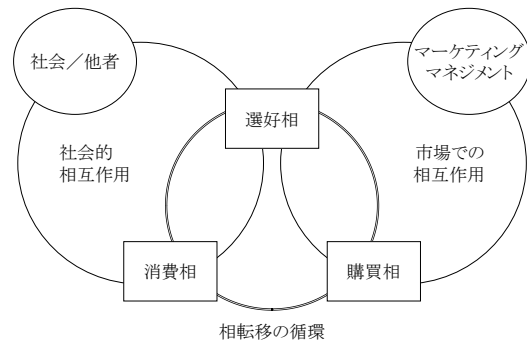 社会／他者
マーケティング
マネジメント
選好相
社会的
相互作用
市場での
相互作用
消費相
購買相
相転移の循環